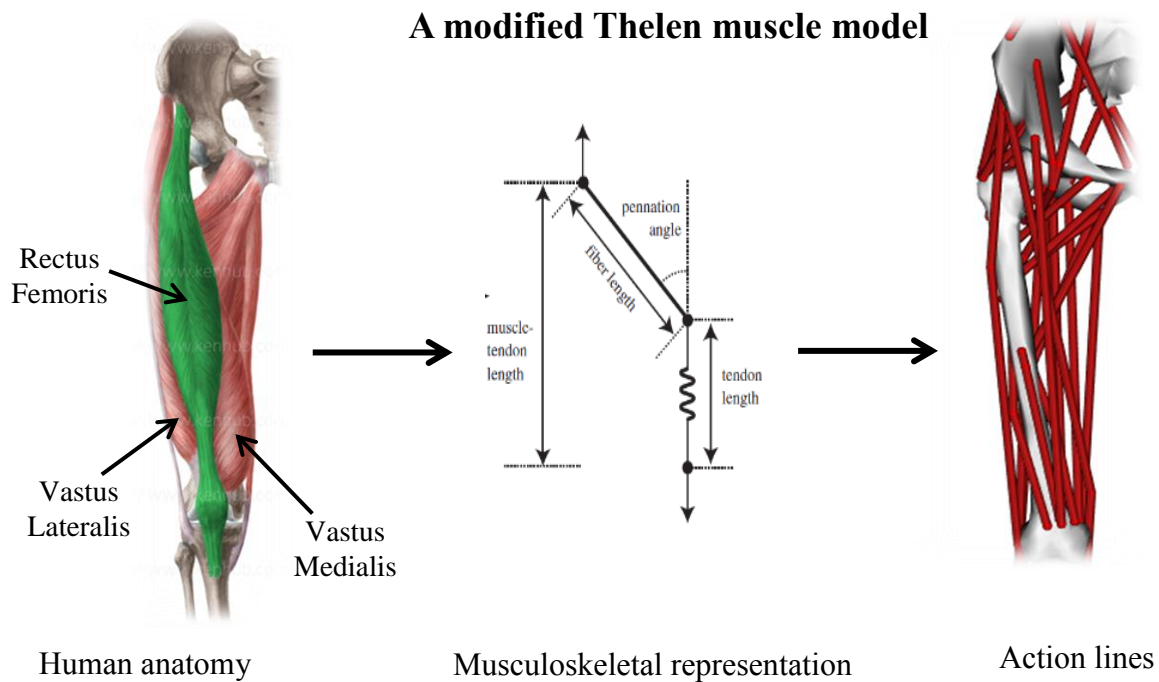 A modified Thelen muscle model
Rectus
Femoris
Vastus
Lateralis
Vastus
Medialis
pennation
angle
fiber length
muscle-
tendon
length
tendon
length
Human anatomy
Musculoskeletal representation
Action lines